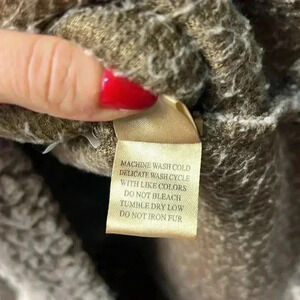 MACHINE WASH COLD
DELICATE WASH CYCLE
WITH LIKE COLORS
DO NOT BLEACH
TUMBLE DRY LOW
DO NOT IRON FUR